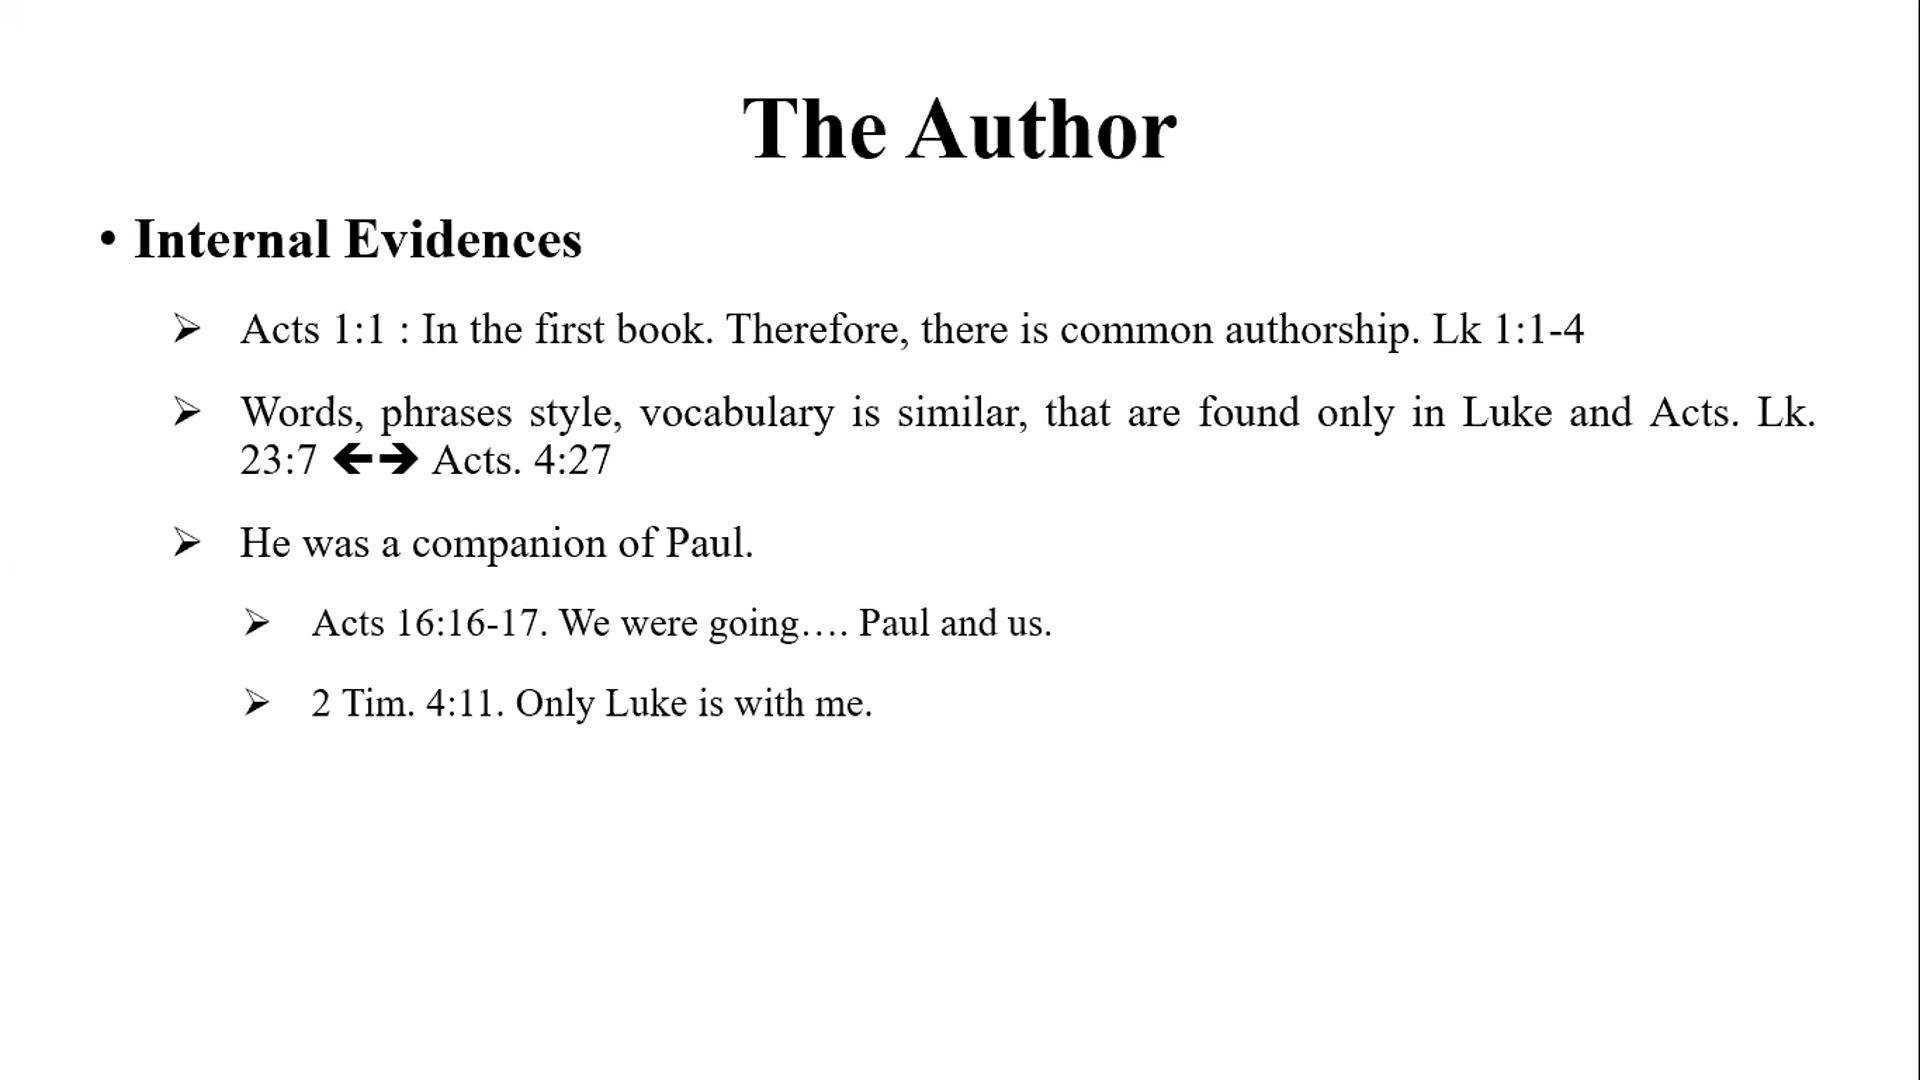 The Author
• Internal Evidences
➢ Acts 1:1 : In the first book. Therefore, there is common authorship. Lk 1:1-4
➢ Words, phrases style, vocabulary is similar, that are found only in Luke and Acts. Lk.
23:7 🡨🡪 Acts. 4:27
➢ He was a companion of Paul.
➢ Acts 16:16-17. We were going…. Paul and us.
➢ 2 Tim. 4:11. Only Luke is with me.